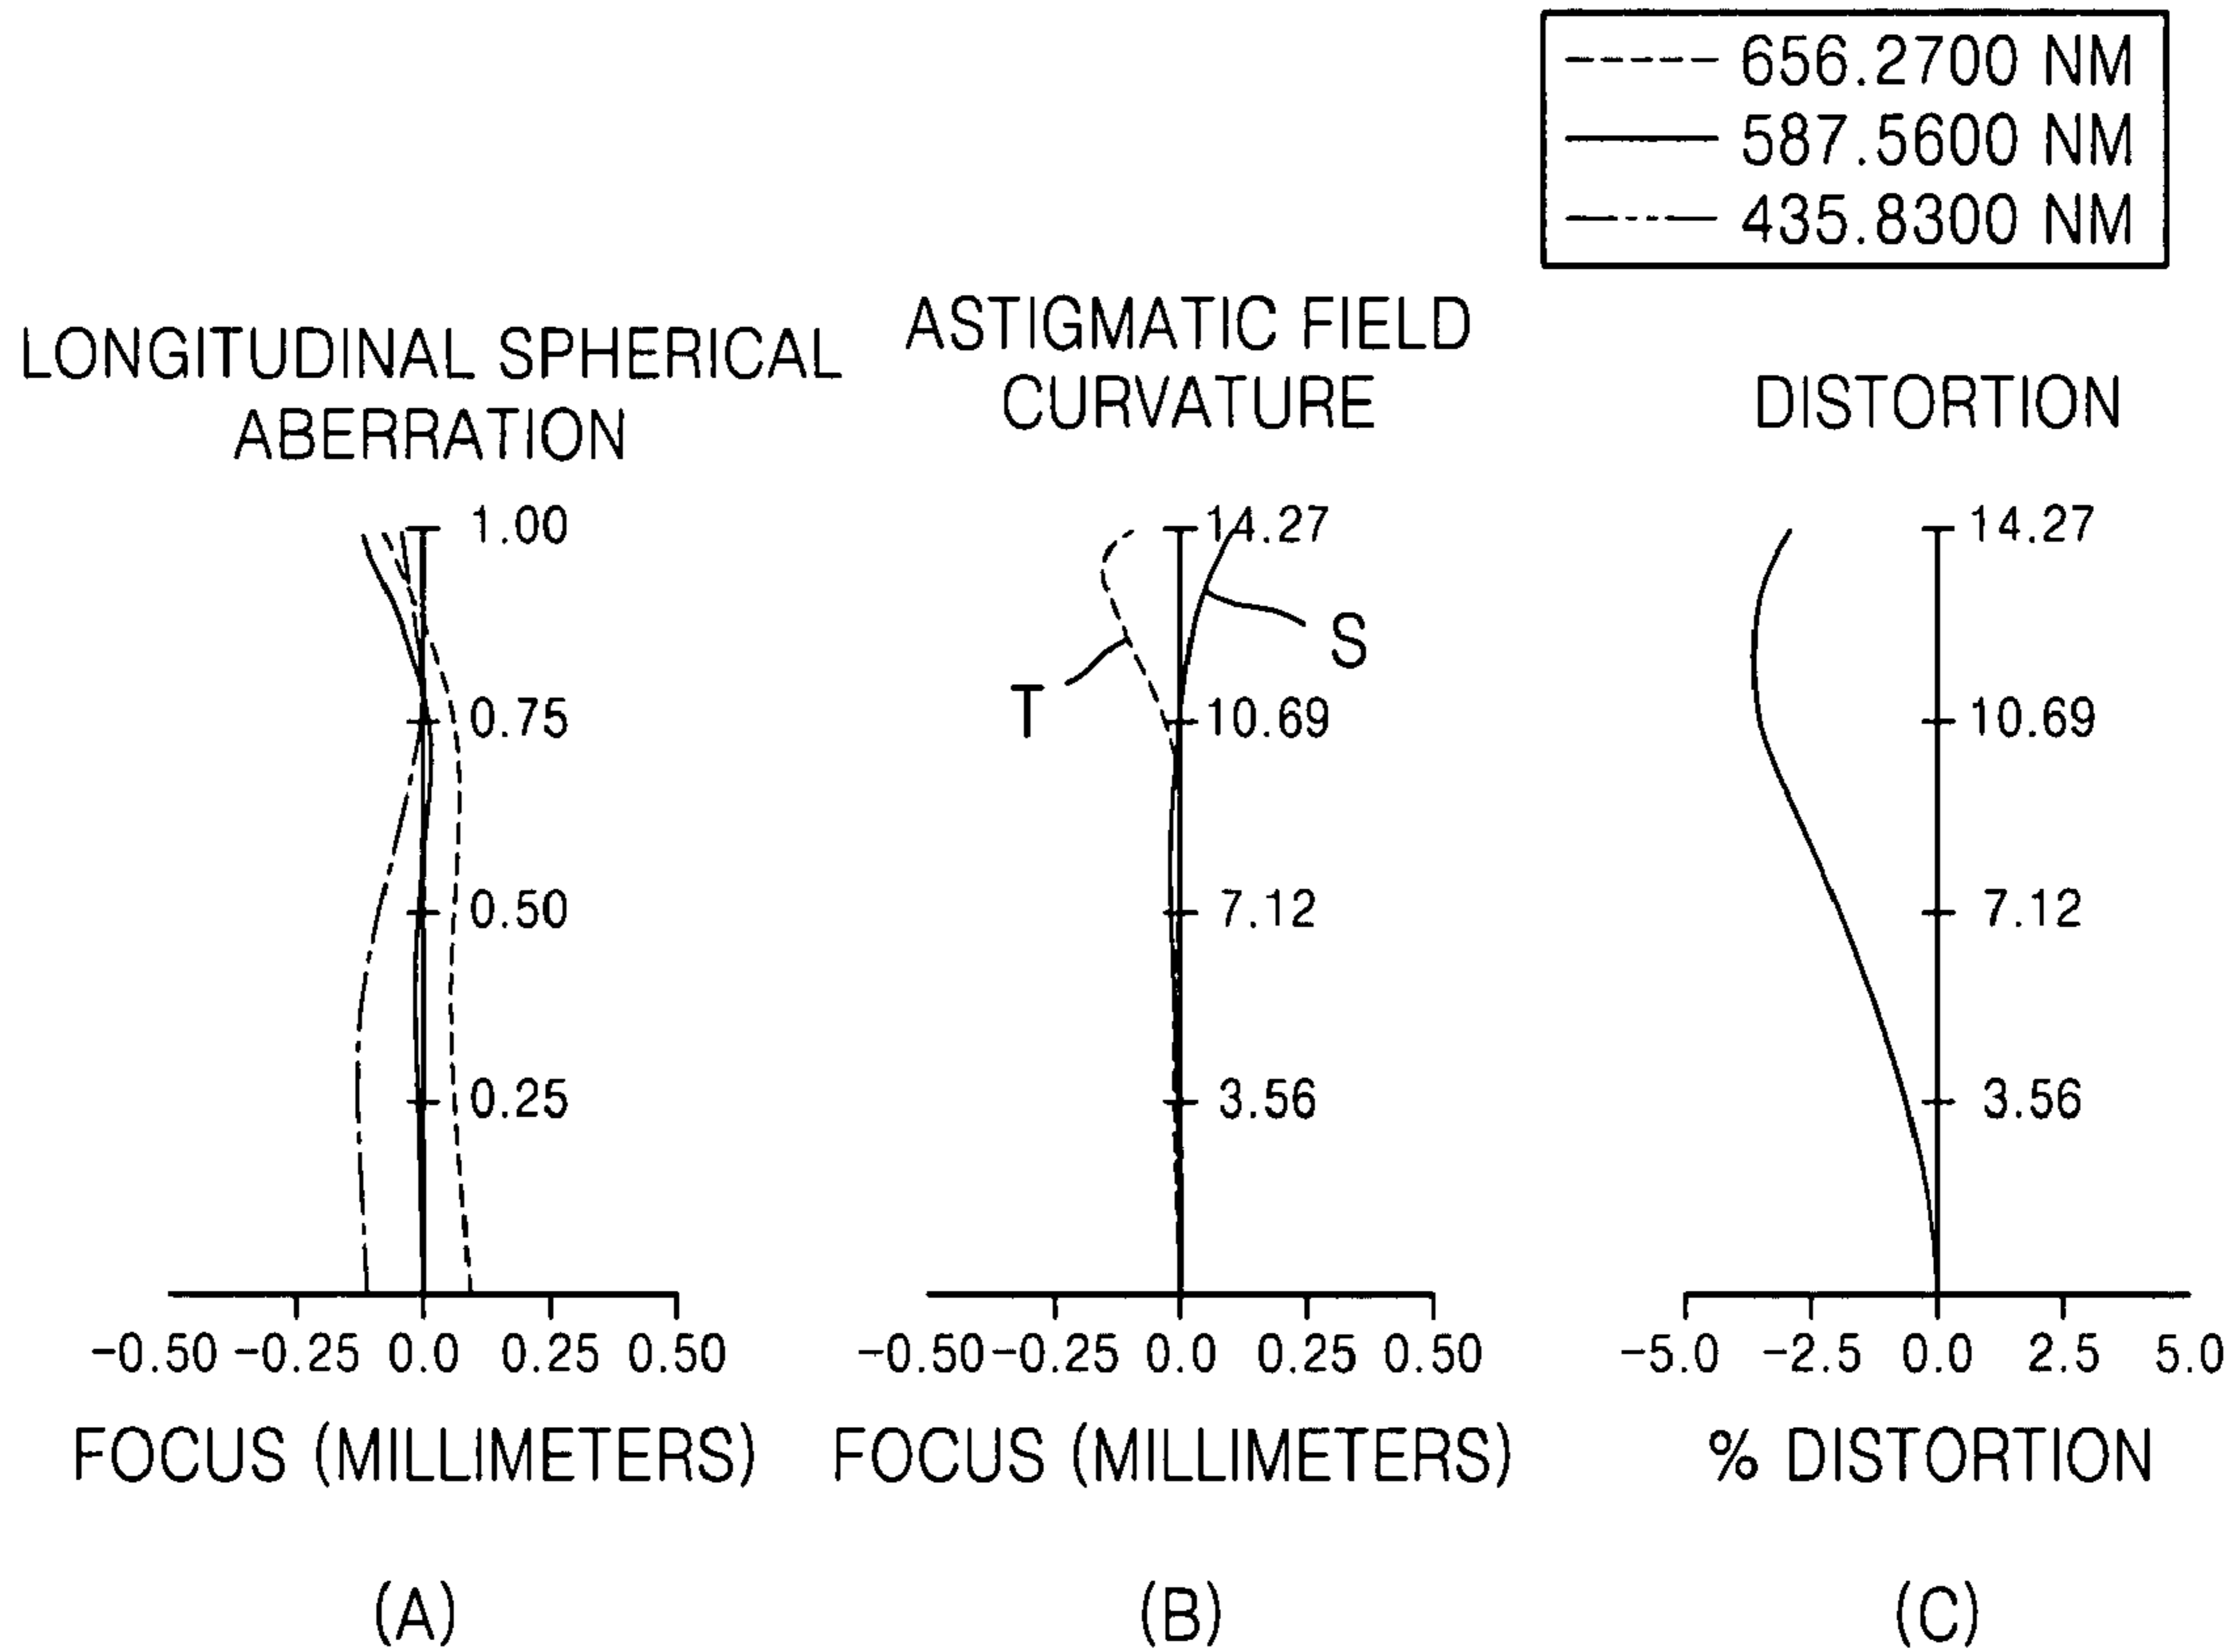 656.2700 NM
587.5600 NM
435.8300 NM
LONGITUDINAL SPHERICAL
ABERRATION
1.00
0.75
0.50
0.25
-0.50 -0.25 0.0 0.25 0.50
FOCUS (MILLIMETERS)
(A)
ASTIGMATIC FIELD
CURVATURE
14.27
S
T
10.69
7.12
3.56
-0.50 -0.25 0.0 0.25 0.50
FOCUS (MILLIMETERS)
(B)
DISTORTION
14.27
10.69
7.12
3.56
-5.0 -2.5 0.0 2.5 5.0
% DISTORTION
(C)